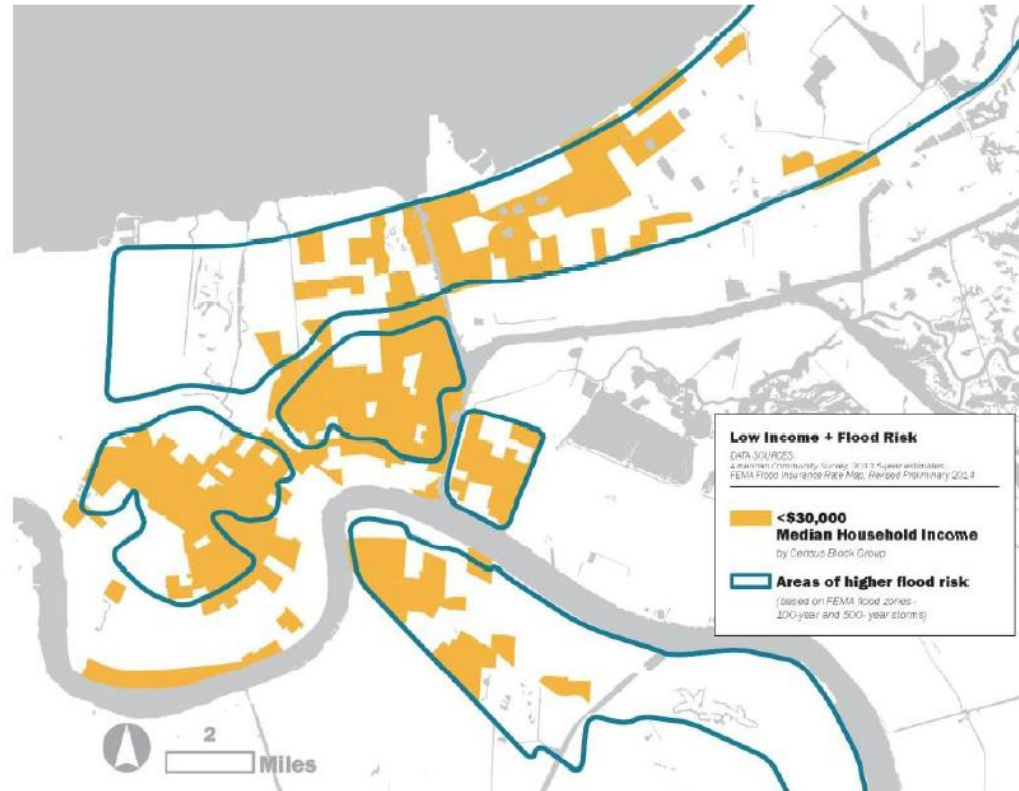 Low Income + Flood Risk
DATA SOURCES:
American Community Survey, 2013 5-year estimates
FEMA Flood Insurance Rate Map, Revised Preliminary 2014
<$30,000
Median Household Income
by Census Block Group
Areas of higher flood risk
(based on FEMA flood zones -
100-year and 500- year storms)
2
Miles